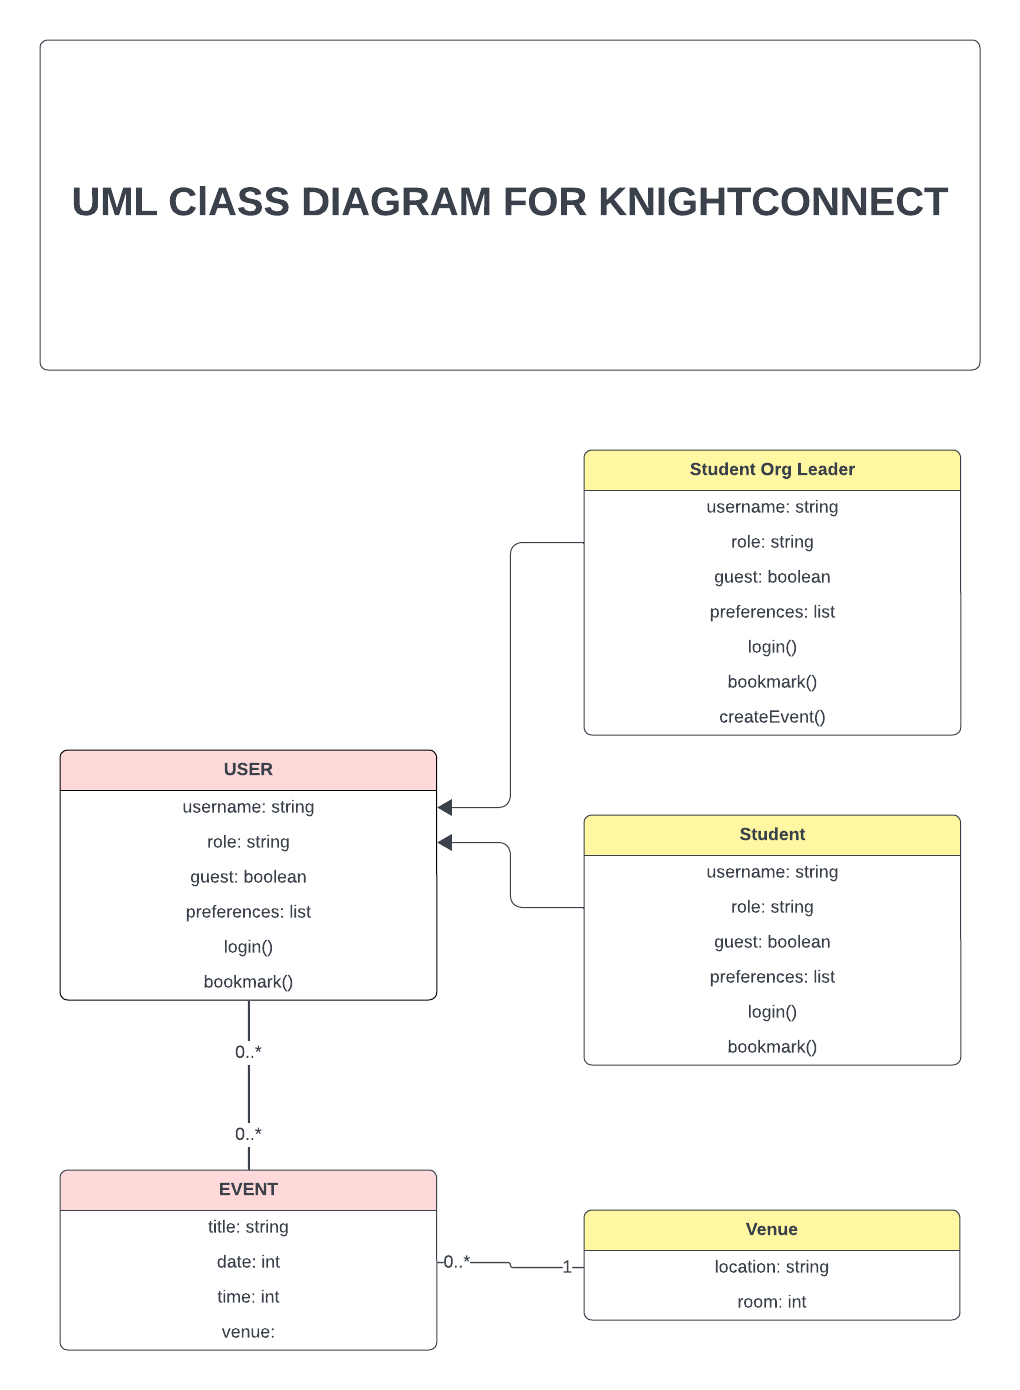 UML ClASS DIAGRAM FOR KNIGHTCONNECT
Student Org Leader
username: string
role: string
guest: boolean
preferences: list
login()
bookmark()
createEvent()
USER
username: string
role: string
guest: boolean
preferences: list
login()
bookmark()
Student
username: string
role: string
guest: boolean
preferences: list
login()
bookmark()
0..*
0..*
EVENT
title: string
date: int
time: int
venue:
0..*
1
Venue
location: string
room: int